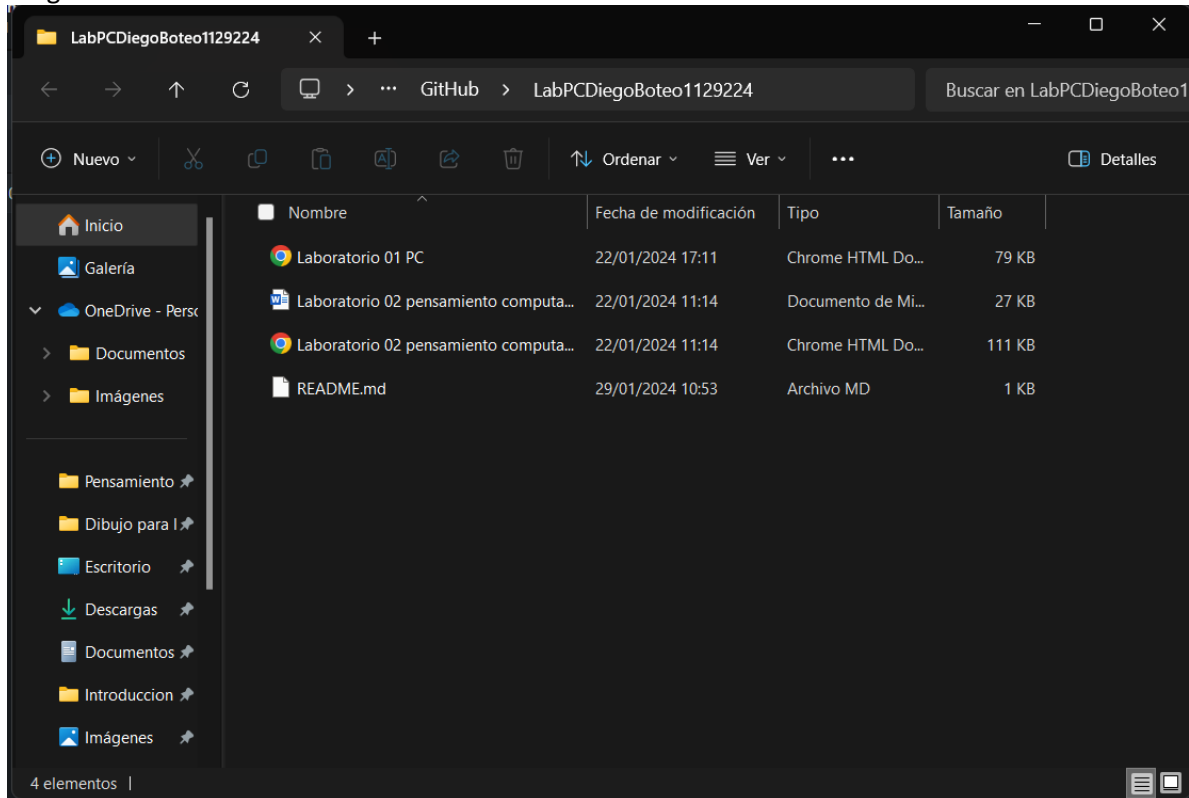 LabPCDiegoBoteo1129224
GitHub > LabPCDiegoBoteo1129224 Buscar en LabPCDiegoBoteo1
Nuevo Ordenar Ver ... Detalles
Nombre Fecha de modificación Tipo Tamaño
Inicio
Galería
OneDrive - Perso
Documentos
Imágenes
Pensamiento
Dibujo para I
Escritorio
Descargas
Documentos
Introduccion
Imágenes
Laboratorio 01 PC 22/01/2024 17:11 Chrome HTML Do... 79 KB
Laboratorio 02 pensamiento computa... 22/01/2024 11:14 Documento de Mi... 27 KB
Laboratorio 02 pensamiento computa... 22/01/2024 11:14 Chrome HTML Do... 111 KB
README.md 29/01/2024 10:53 Archivo MD 1 KB
4 elementos